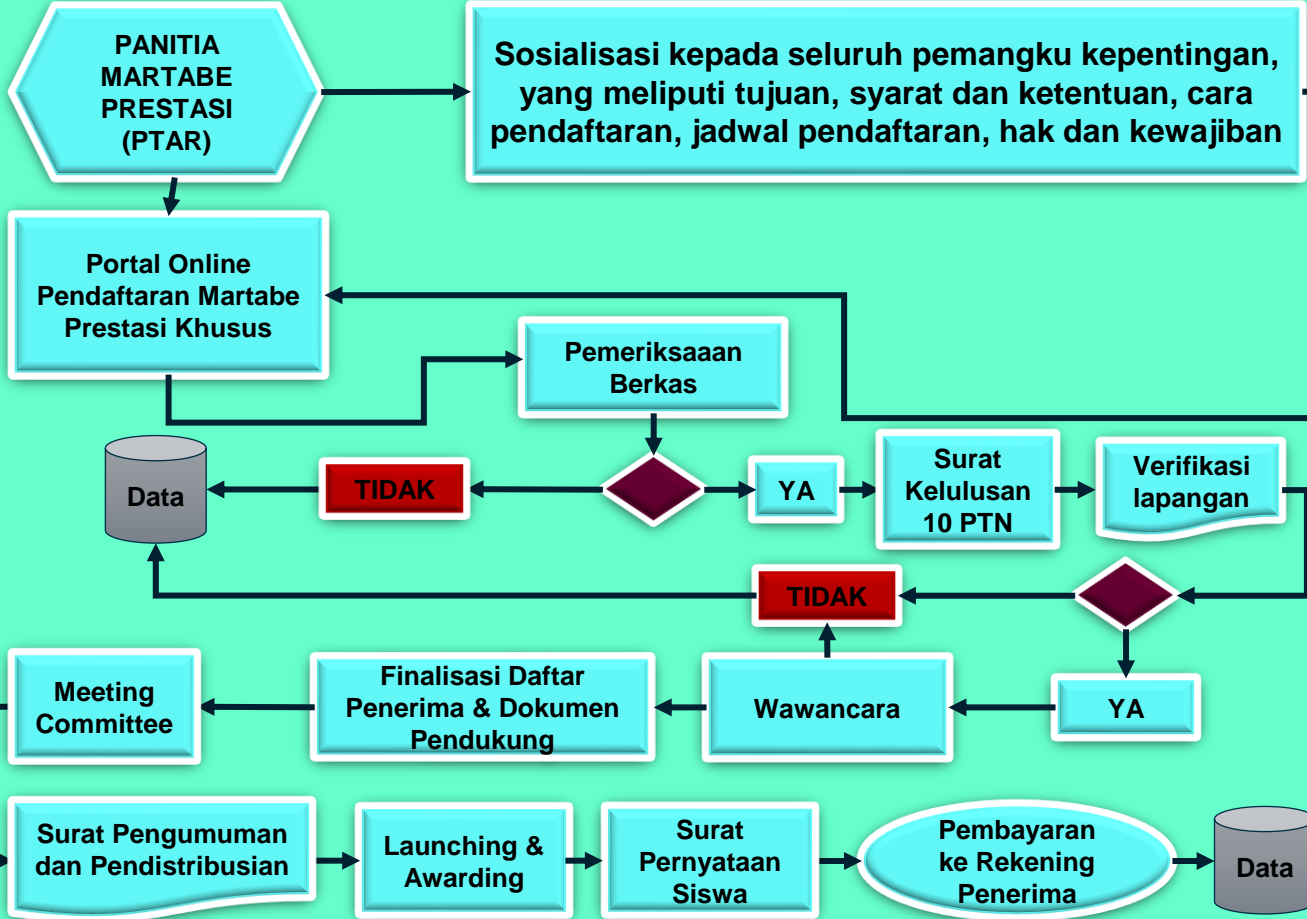 PANITIA
MARTABE
PRESTASI
(PTAR)
Sosialisasi kepada seluruh pemangku kepentingan,
yang meliputi tujuan, syarat dan ketentuan, cara
pendaftaran, jadwal pendaftaran, hak dan kewajiban
Portal Online
Pendaftaran Martabe
Prestasi Khusus
Pemeriksaaan
Berkas
Data
TIDAK
YA
Surat
Kelulusan
10 PTN
Verifikasi
lapangan
TIDAK
Meeting
Committee
Finalisasi Daftar
Penerima & Dokumen
Pendukung
Wawancara
YA
Surat Pengumuman
dan Pendistribusian
Launching &
Awarding
Surat
Pernyataan
Siswa
Pembayaran
ke Rekening
Penerima
Data